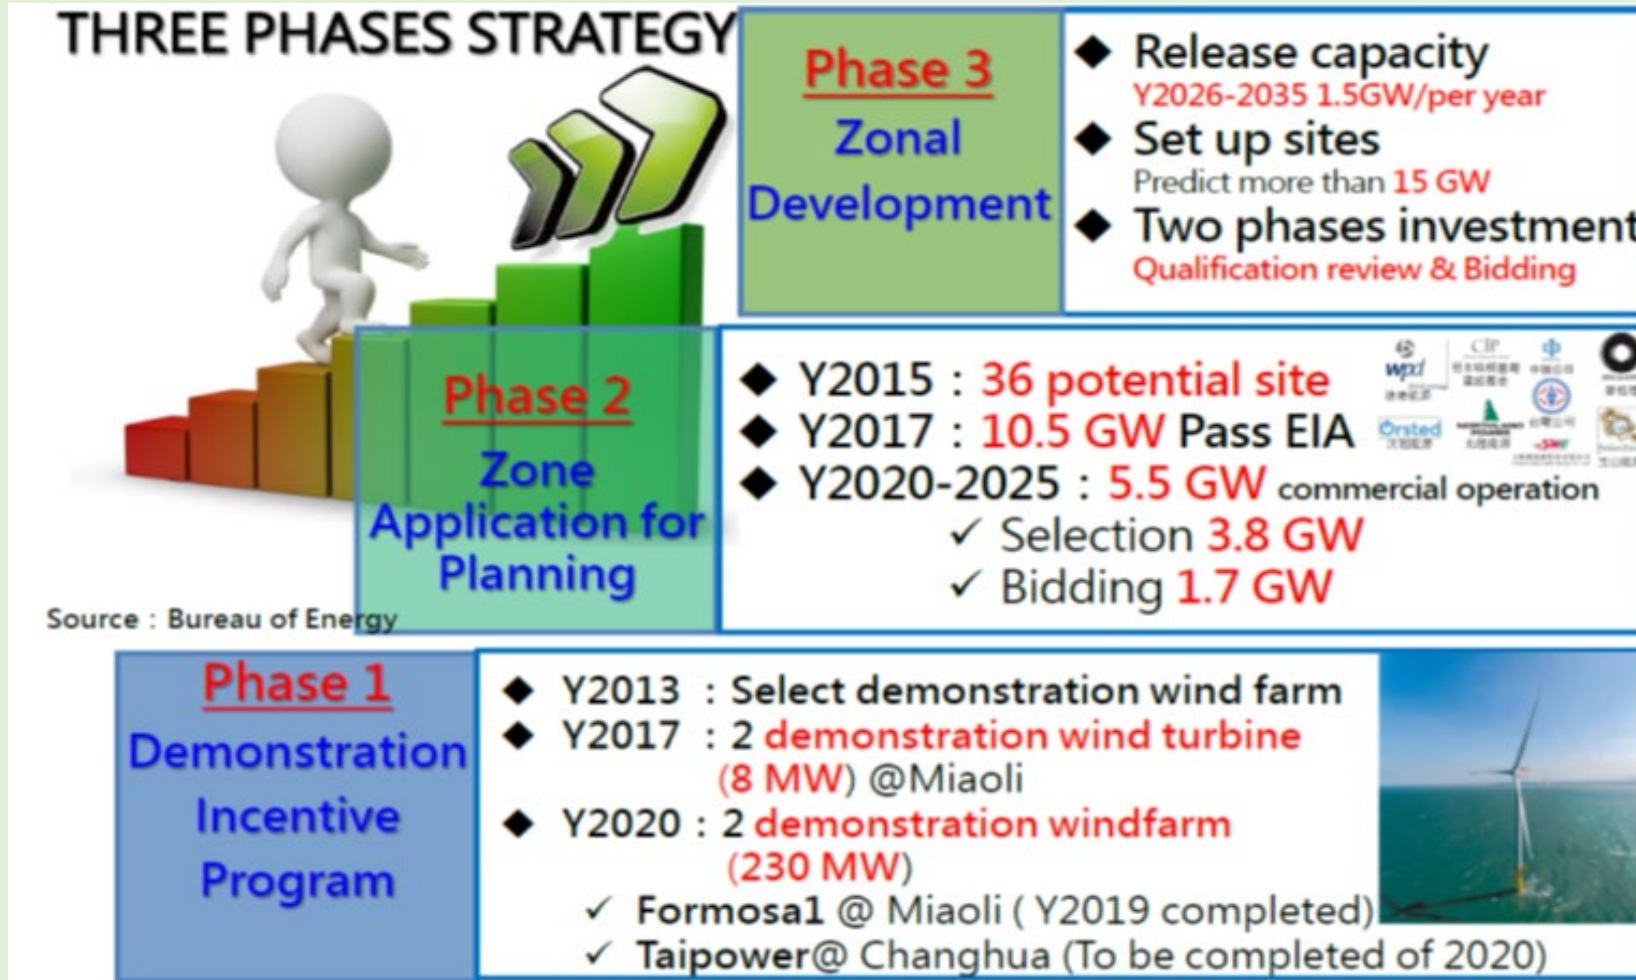 THREE PHASES STRATEGY
Phase 3
Zonal
Development
◆ Release capacity
Y2026-2035 1.5GW/per year
◆ Set up sites
Predict more than 15 GW
◆ Two phases investment
Qualification review & Bidding
Phase 2
Zone
Application for
Planning
◆ Y2015 : 36 potential site
◆ Y2017 : 10.5 GW Pass EIA
◆ Y2020-2025 : 5.5 GW commercial operation
✓ Selection 3.8 GW
✓ Bidding 1.7 GW
wpd
CIP
Ørsted
Source : Bureau of Energy
Phase 1
Demonstration
Incentive
Program
◆ Y2013 : Select demonstration wind farm
◆ Y2017 : 2 demonstration wind turbine
(8 MW) @Miaoli
◆ Y2020 : 2 demonstration windfarm
(230 MW)
✓ Formosa1 @ Miaoli ( Y2019 completed)
✓ Taipower@ Changhua (To be completed of 2020)